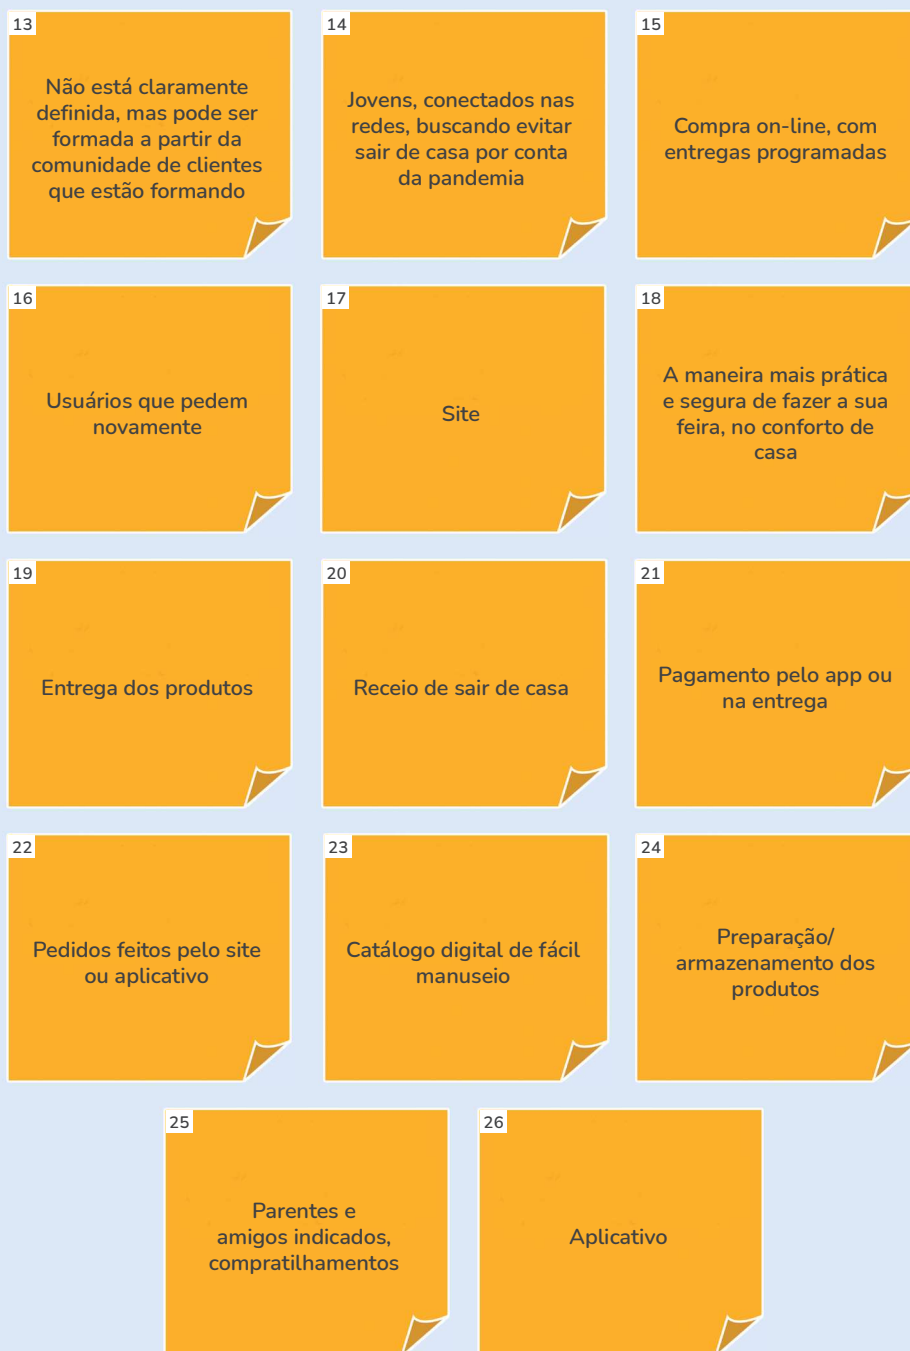 13
Não está claramente
definida, mas pode ser
formada a partir da
comunidade de clientes
que estão formando
14
Jovens, conectados nas
redes, buscando evitar
sair de casa por conta
da pandemia
15
Compra on-line, com
entregas programadas
16
Usuários que pedem
novamente
17
Site
18
A maneira mais prática
e segura de fazer a sua
feira, no conforto de
casa
19
Entrega dos produtos
20
Receio de sair de casa
21
Pagamento pelo app ou
na entrega
22
Pedidos feitos pelo site
ou aplicativo
23
Catálogo digital de fácil
manuseio
24
Preparação/
armazenamento dos
produtos
25
Parentes e
amigos indicados,
compratilhamentos
26
Aplicativo